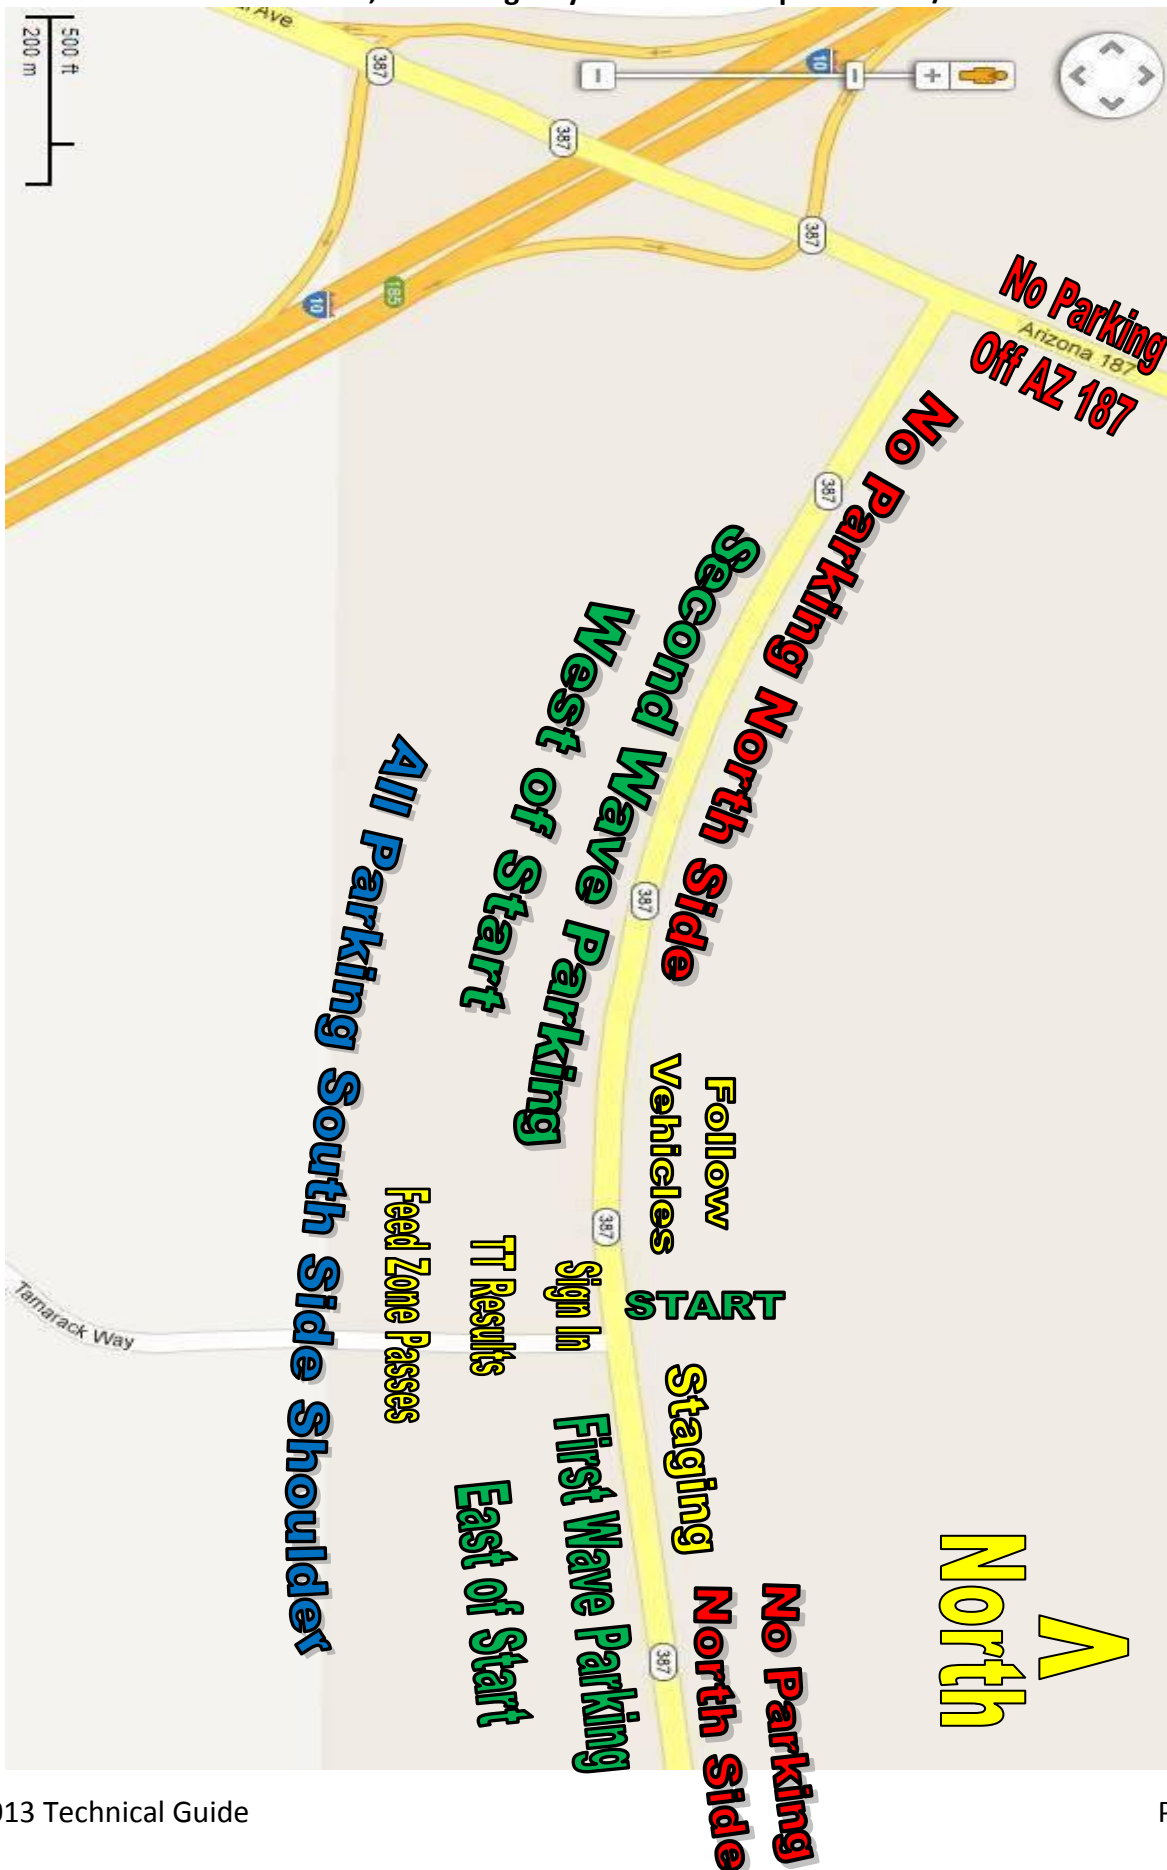 500 ft
200 m
Ave
387
10
387
387
185
10
No Parking
Off AZ 187
Arizona 187
387
No Parking North Side
Second Wave Parking
West of Start
387
All Parking South Side Shoulder
Follow
Vehicles
387
START
Sign In
TT Results
Feed Zone Passes
Tamarack Way
Staging
First Wave Parking
East of Start
No Parking
North Side
387
>
North
013 Technical Guide